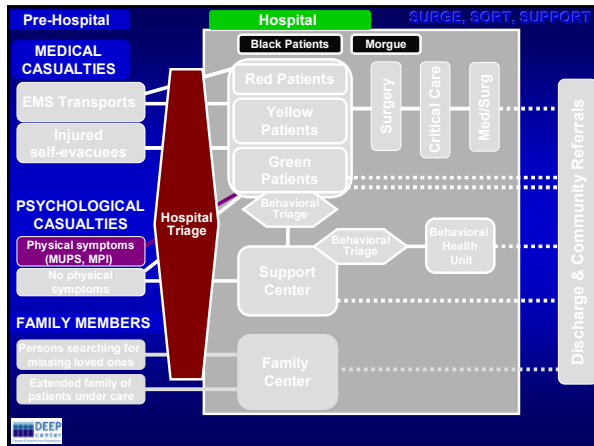 Pre-Hospital
Hospital
SURGE, SORT, SUPPORT
MEDICAL
CASUALTIES
EMS Transports
Injured
self-evacuees
PSYCHOLOGICAL
CASUALTIES
Physical symptoms
(MUPS, MPI)
No physical
symptoms
FAMILY MEMBERS
Persons searching for
missing loved ones
Extended family of
patients under care
Hospital
Triage
Black Patients
Morgue
Red Patients
Yellow
Patients
Green
Patients
Surgery
Critical Care
Med/Surg
Behavioral
Triage
Behavioral
Triage
Behavioral
Health
Unit
Support
Center
Family
Center
Discharge & Community Referrals
DEEP
center